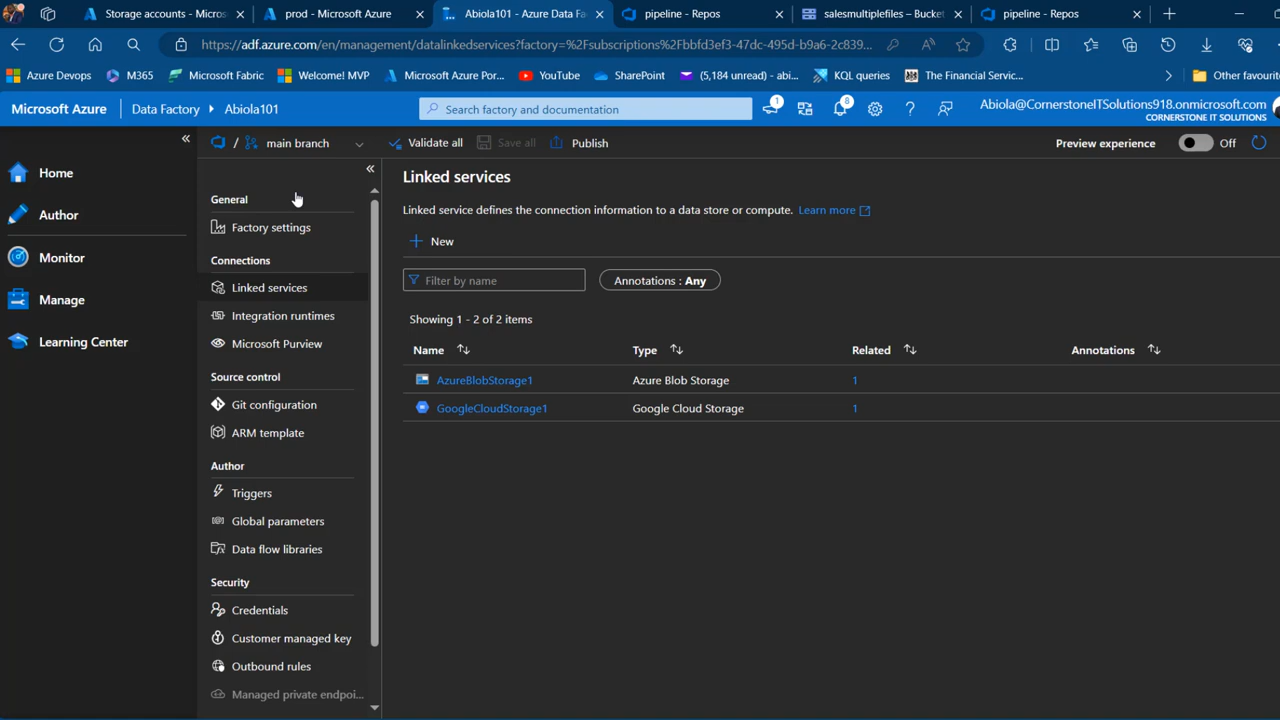 Storage accounts - Micros
prod - Microsoft Azure
Abiola101 - Azure Data Fa
pipeline - Repos
salesmultiplefiles – Bucket
pipeline - Repos
https://adf.azure.com/en/management/datalinkedservices?factory=%2Fsubscriptions%2Fbbfd3ef3-47dc-495d-b9a6-2c839...
Azure Devops
M365
Microsoft Fabric
Welcome! MVP
Microsoft Azure Por...
YouTube
SharePoint
(5,184 unread) - abi...
KQL queries
The Financial Servic...
Other favourite
Microsoft Azure
Data Factory
Abiola101
Search factory and documentation
1
8
Abiola@CornerstoneITSolutions918.onmicrosoft.com
CORNERSTONE IT SOLUTIONS
/ main branch
Validate all
Save all
Publish
Preview experience
Off
Home
Author
Monitor
Manage
Learning Center
General
Factory settings
Connections
Linked services
Integration runtimes
Microsoft Purview
Source control
Git configuration
ARM template
Author
Triggers
Global parameters
Data flow libraries
Security
Credentials
Customer managed key
Outbound rules
Managed private endpoi...
Linked services
Linked service defines the connection information to a data store or compute. Learn more
New
Filter by name
Annotations : Any
Showing 1 - 2 of 2 items
Name Type Related Annotations
AzureBlobStorage1 Azure Blob Storage 1
GoogleCloudStorage1 Google Cloud Storage 1